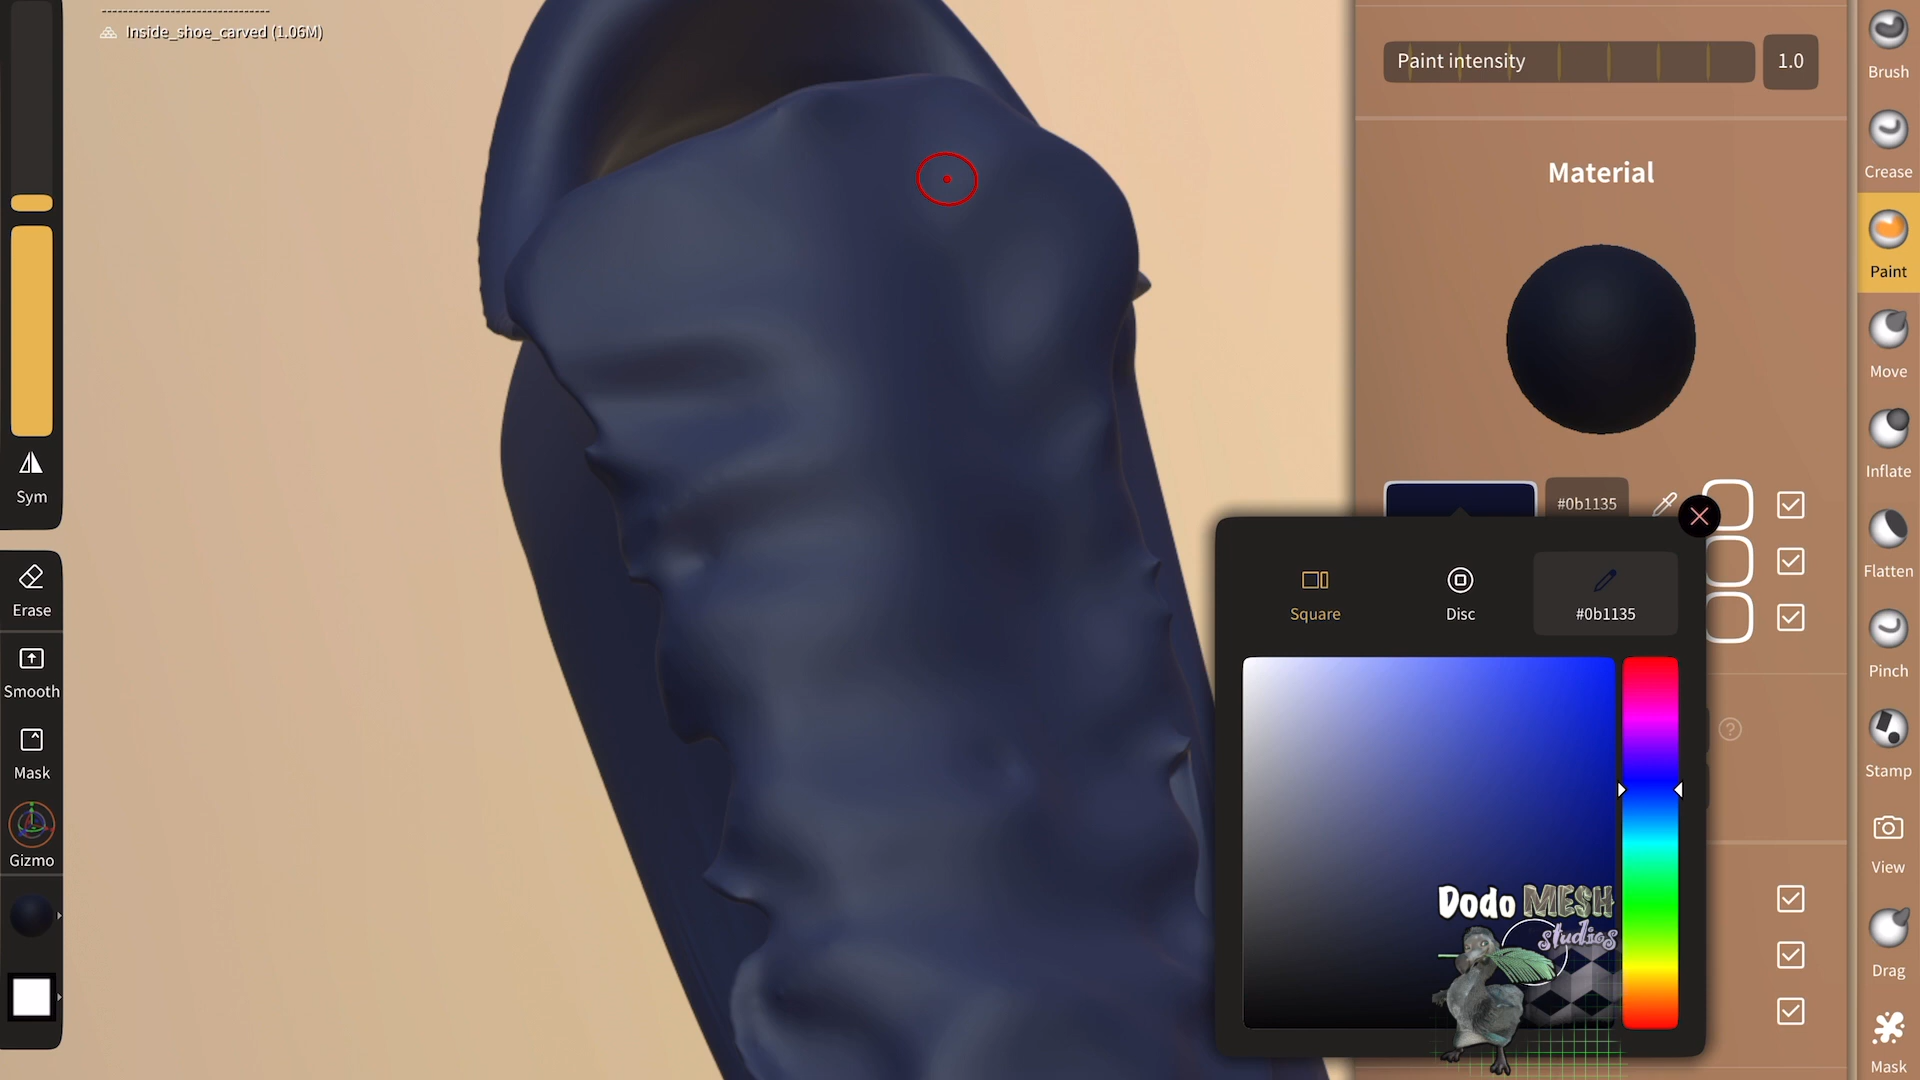 Inside_shoe_carved (1.06M)
Paint intensity
1.0
Material
#0b1135
Square
Disc
#0b1135
Sym
Erase
Smooth
Mask
Gizmo
Brush
Crease
Paint
Move
Inflate
Flatten
Pinch
Stamp
View
Drag
Mask
?
Dodo MESH
studios